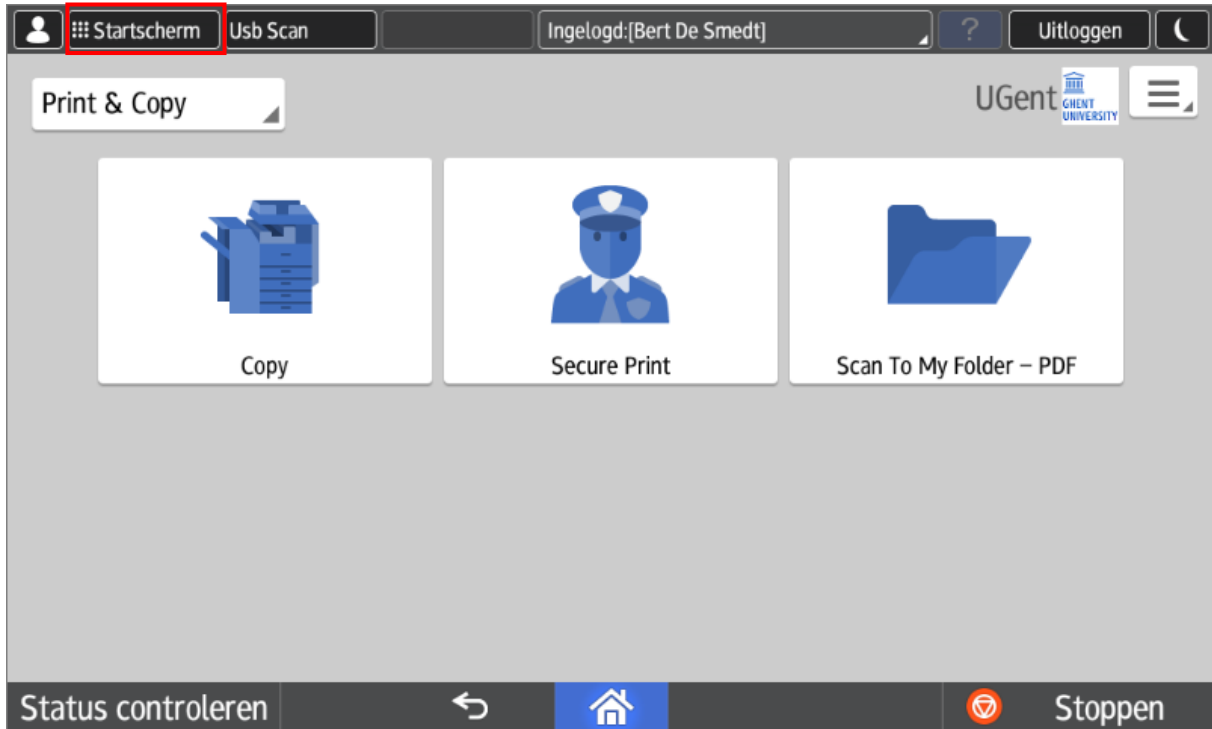 Startscherm
Usb Scan
Ingelogd:[Bert De Smedt]
?
Uitloggen
Print & Copy
UGent
GHENT
UNIVERSITY
Copy
Secure Print
Scan To My Folder – PDF
Status controleren
Stoppen